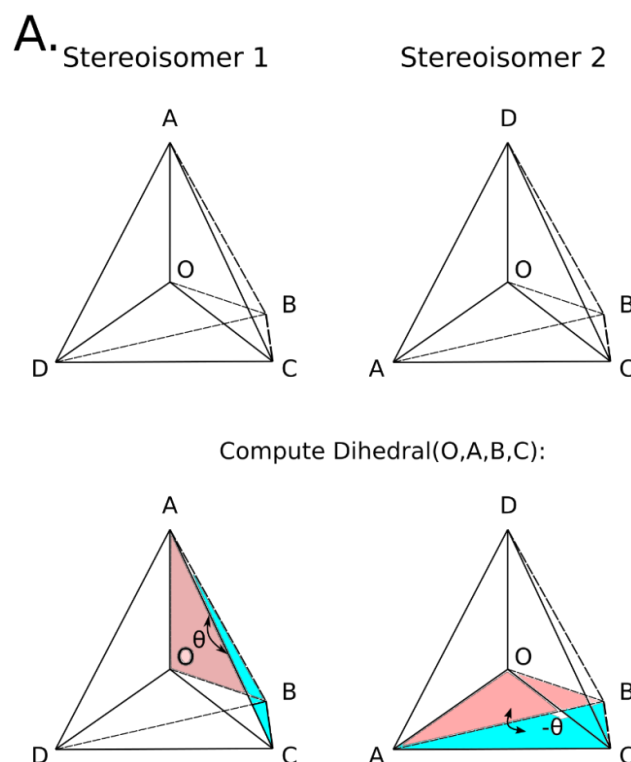 A.
Stereoisomer 1 Stereoisomer 2
A D
O O
B B
D C A C
Compute Dihedral(O,A,B,C):
A D
θ
O O
B B
-θ
D C A C